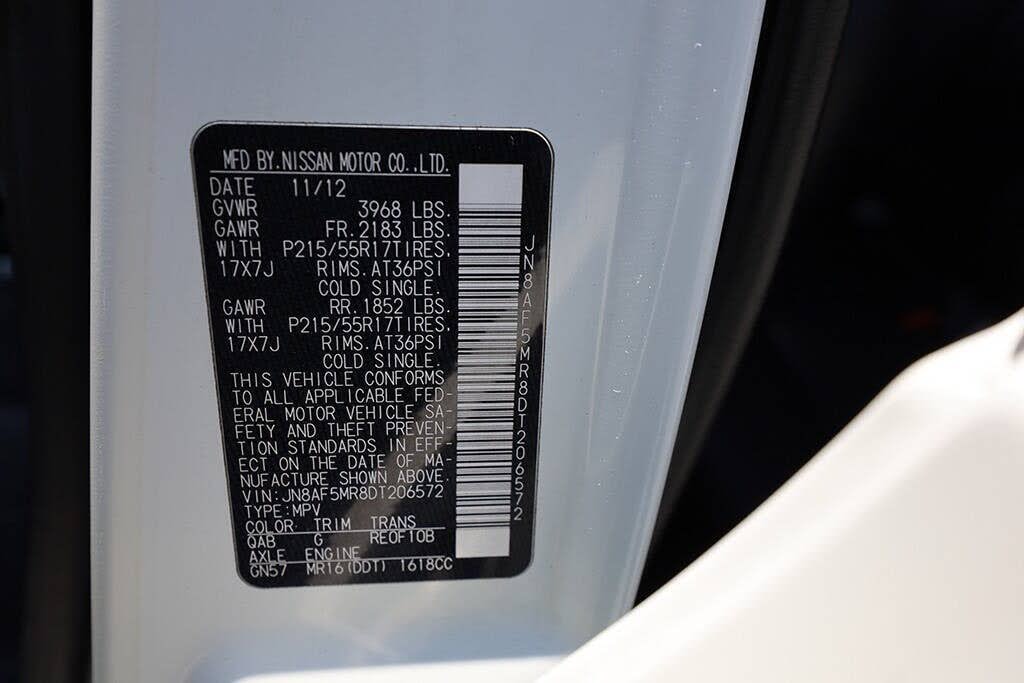 MFD BY.NISSAN MOTOR CO.,LTD.
DATE 11/12
GVWR 3968 LBS.
GAWR FR.2183 LBS.
WITH P215/55R17TIRES,
17X7J RIMS.AT36PSI
COLD SINGLE.
GAWR RR.1852 LBS.
WITH P215/55R17TIRES,
17X7J RIMS.AT36PSI
COLD SINGLE.
THIS VEHICLE CONFORMS
TO ALL APPLICABLE FED-
ERAL MOTOR VEHICLE SA-
FETY AND THEFT PREVEN-
TION STANDARDS IN EFF-
ECT ON THE DATE OF MA-
NUFACTURE SHOWN ABOVE.
VIN:JN8AF5MR8DT206572
TYPE:MPV
COLOR TRIM TRANS
QAB G RE0F10B
AXLE ENGINE
GN57 MR16(DDT) 1618CC
JN8AF5MR8DT206572